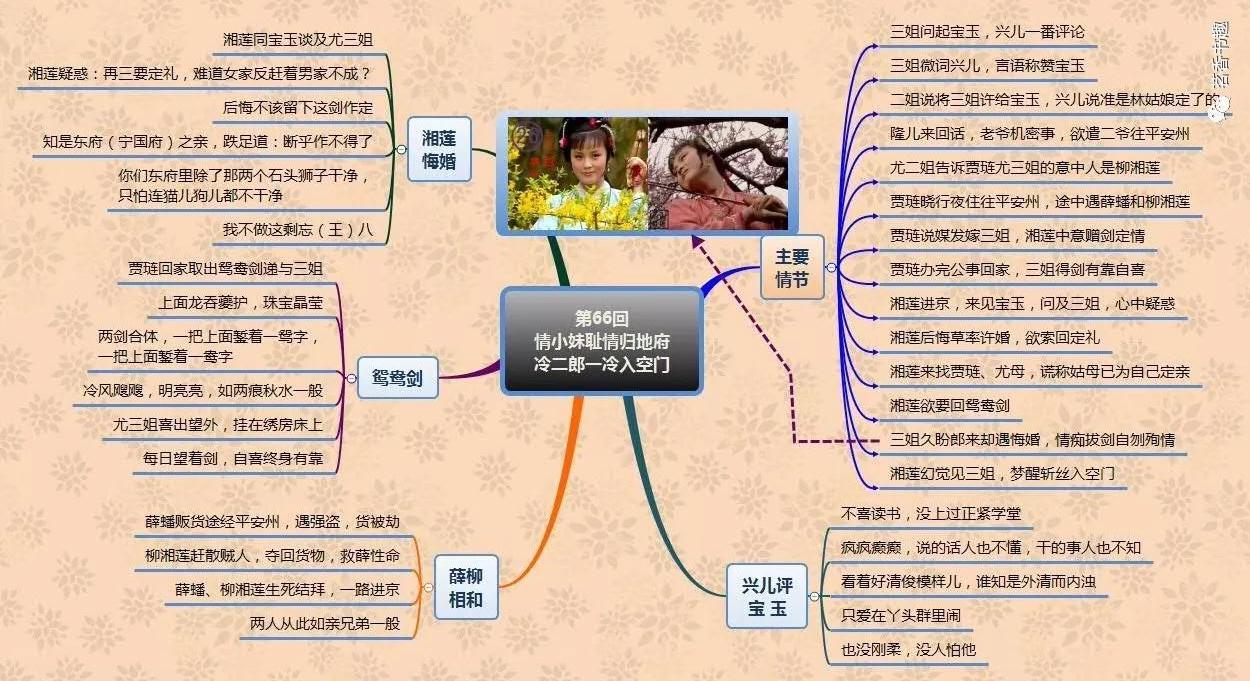 第66回
情小妹耻情归地府
冷二郎一冷入空门
主要
情节
三姐问起宝玉，兴儿一番评论
三姐微词兴儿，言语称赞宝玉
二姐说将三姐许给宝玉，兴儿说准是林姑娘定了的
隆儿来回话，老爷机密事，欲遣二爷往平安州
尤二姐告诉贾琏尤三姐的意中人是柳湘莲
贾琏晓行夜住往平安州，途中遇薛蟠和柳湘莲
贾琏说媒发嫁三姐，湘莲中意赠剑定情
贾琏办完公事回家，三姐得剑有靠自喜
湘莲进京，来见宝玉，问及三姐，心中疑惑
湘莲后悔草率许婚，欲索回定礼
湘莲来找贾琏、尤母，谎称姑母已为自己定亲
湘莲欲要回鸳鸯剑
三姐久盼郎来却遇悔婚，情痴拔剑自刎殉情
湘莲幻觉见三姐，梦醒斩丝入空门
兴儿评
宝 玉
不喜读书，没上过正紧学堂
疯疯癫癫，说的话人也不懂，干的事人也不知
看着好清俊模样儿，谁知是外清而内浊
只爱在丫头群里闹
也没刚柔，没人怕他
薛柳
相和
薛蟠贩货途经平安州，遇强盗，货被劫
柳湘莲赶散贼人，夺回货物，救薛性命
薛蟠、柳湘莲生死结拜，一路进京
两人从此如亲兄弟一般
鸳鸯剑
贾琏回家取出鸳鸯剑递与三姐
上面龙吞夔护，珠宝晶莹
两剑合体，一把上面錾着一鸳字，
一把上面錾着一鸯字
冷风飕飕，明亮亮，如两痕秋水一般
尤三姐喜出望外，挂在绣房床上
每日望着剑，自喜终身有靠
湘莲
悔婚
湘莲同宝玉谈及尤三姐
湘莲疑惑：再三要定礼，难道女家反赶着男家不成？
后悔不该留下这剑作定
知是东府（宁国府）之亲，跌足道：断乎作不得了
你们东府里除了那两个石头狮子干净，
只怕连猫儿狗儿都不干净
我不做这剩忘（王）八